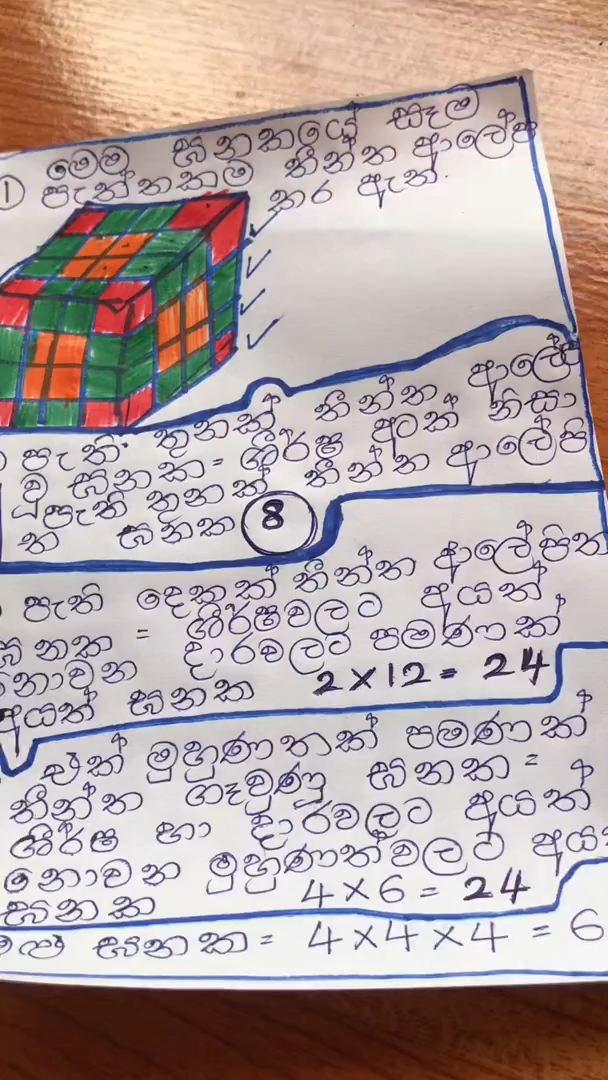 මෙම ඝනකයේ සෑම
1 පැත්තකම තීන්ත ආලේප
කර ඇත්.
පැති තුනක් තීන්ත ආලේ
වූ ඝනක = ශීර්ෂ අටක් නිසා
පැති තුනක් තීන්ත ආලේපි
ත ඝනක 8
පැති දෙකක් තීන්ත ආලේපිත
ඝනක = ශීර්ෂවලට අයත්
නොවන දාරවලට පමණක්
අයත් ඝනක 2 × 12 = 24
එක් මුහුණතක් පමණක්
තීන්ත ගෑවුණු ඝනක =
ශීර්ෂ හා දාරවලට අයත්
නොවන මුහුණත්වලට අය
ඝනක 4 × 6 = 24
ඝනක = 4 × 4 × 4 = 6